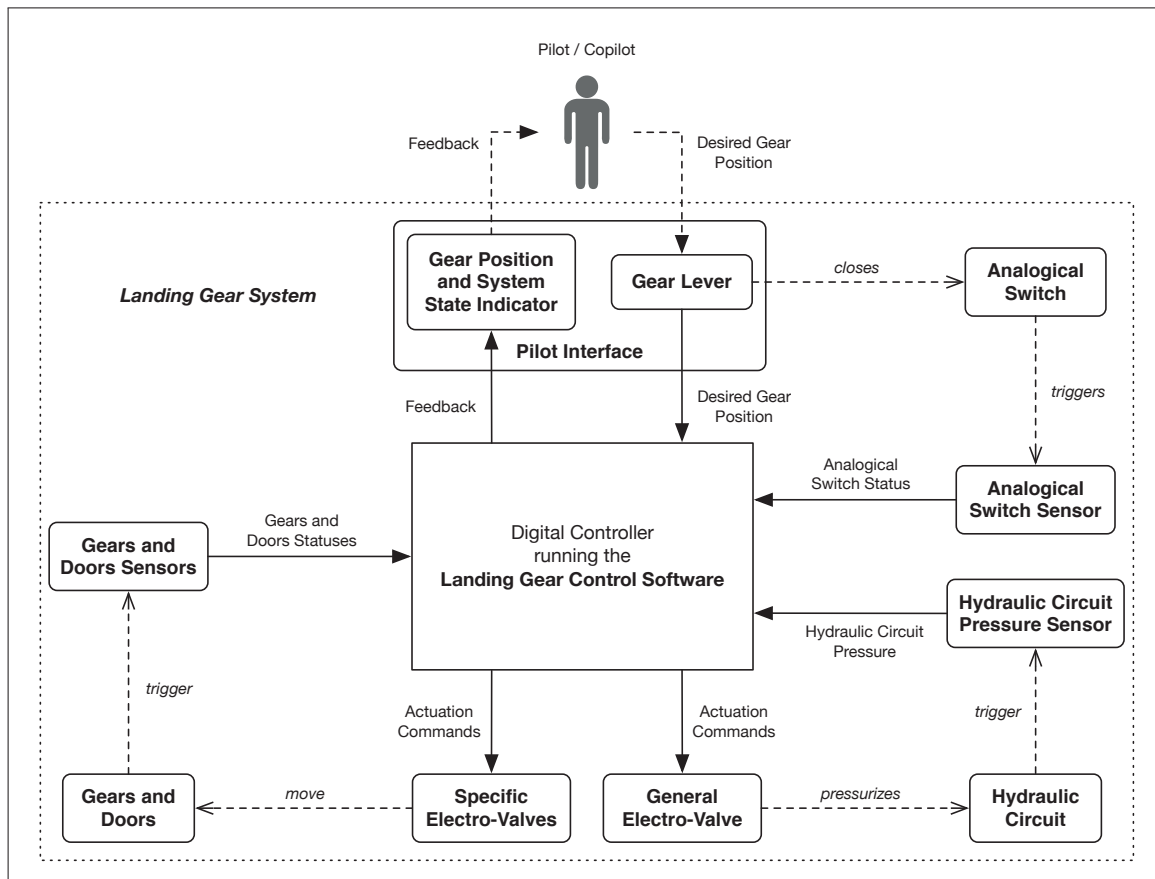 Pilot / Copilot
Feedback
Desired Gear
Position
Landing Gear System
Gear Position
and System
State Indicator
Gear Lever
Pilot Interface
closes
Analogical
Switch
triggers
Feedback
Desired Gear
Position
Analogical
Switch Status
Analogical
Switch Sensor
Gears and
Doors Statuses
Gears and
Doors Sensors
Digital Controller
running the
Landing Gear Control Software
Hydraulic Circuit
Pressure Sensor
Hydraulic Circuit
Pressure
trigger
Actuation
Commands
Actuation
Commands
trigger
Gears and
Doors
move
Specific
Electro-Valves
General
Electro-Valve
pressurizes
Hydraulic
Circuit